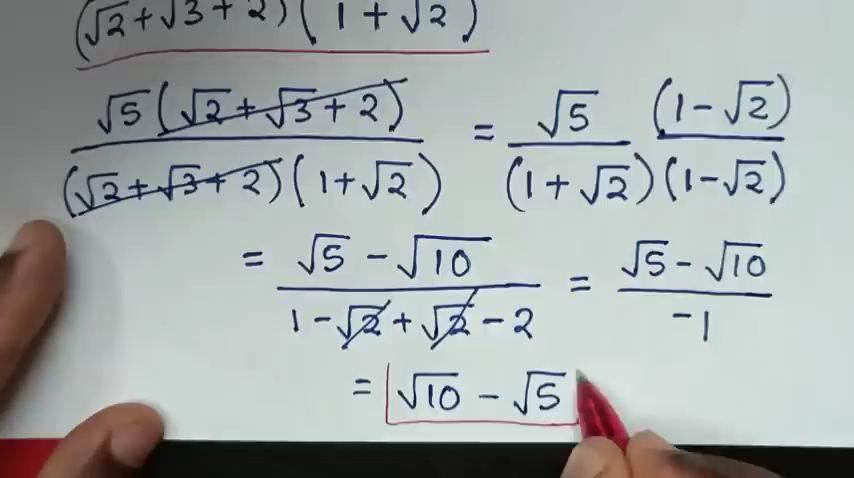 (√2+√3+2)(1+√2)
√5(√2+√3+2) / (√2+√3+2)(1+√2) = √5 / (1+√2) (1-√2) / (1-√2)
= √5-√10 / 1-√2+√2-2 = √5-√10 / -1
= √10-√5